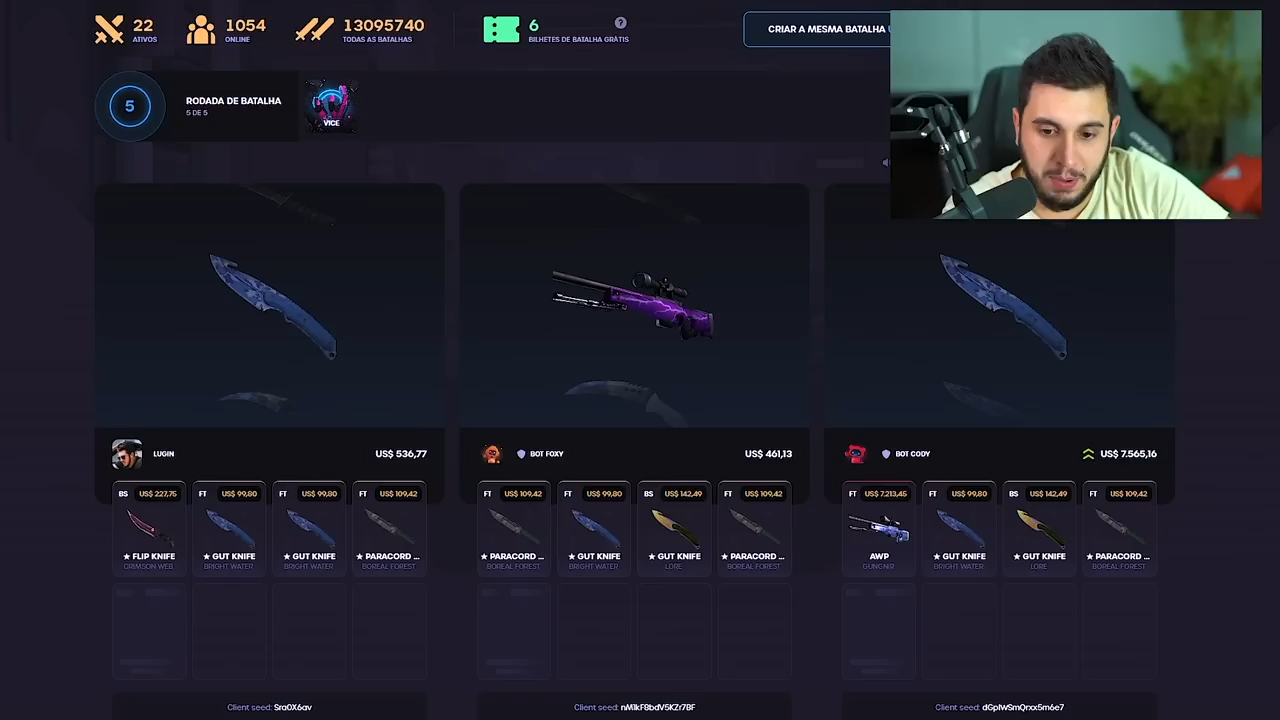 22
ATIVOS
1054
ONLINE
13095740
TODAS AS BATALHAS
6
BILHETES DE BATALHA GRÁTIS
?
CRIAR A MESMA BATALHA
5
RODADA DE BATALHA
5 DE 5
VICE
LUGIN
US$ 536,77
BOT FOXY
US$ 461,13
BOT CODY
US$ 7.565,16
BS US$ 227,75
★ FLIP KNIFE
CRIMSON WEB
FT US$ 99,80
★ GUT KNIFE
BRIGHT WATER
FT US$ 99,80
★ GUT KNIFE
BRIGHT WATER
FT US$ 109,42
★ PARACORD ...
BOREAL FOREST
FT US$ 109,42
★ PARACORD ...
BOREAL FOREST
FT US$ 99,80
★ GUT KNIFE
BRIGHT WATER
BS US$ 142,49
★ GUT KNIFE
LORE
FT US$ 109,42
★ PARACORD ...
BOREAL FOREST
FT US$ 7.213,45
AWP
GUNGNIR
FT US$ 99,80
★ GUT KNIFE
BRIGHT WATER
BS US$ 142,49
★ GUT KNIFE
LORE
FT US$ 109,42
★ PARACORD ...
BOREAL FOREST
Client seed: Sra0X6av
Client seed: nM1kF8bdV5KZr7BF
Client seed: dGpIWSmQrxx5m6e7